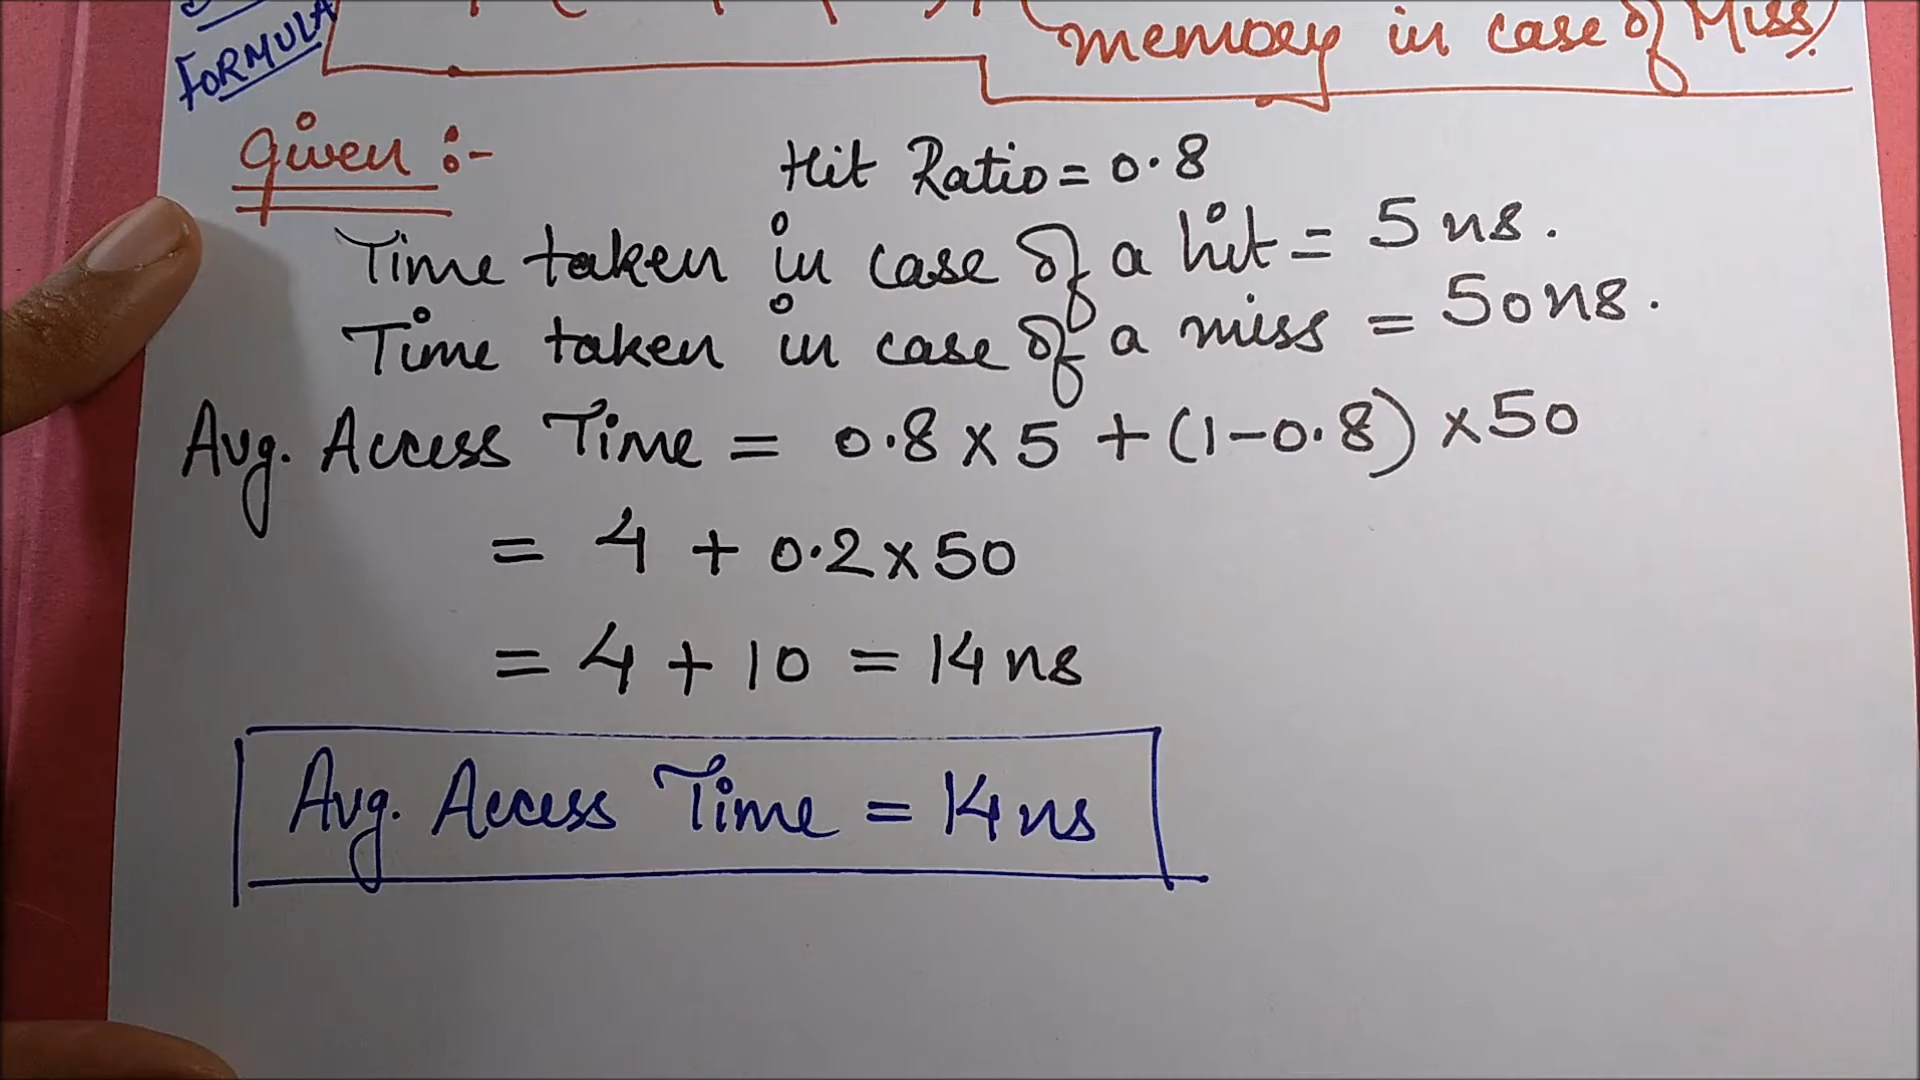 FORMULA
memory in case of Miss)
Given :-
Hit Ratio = 0.8
Time taken in case of a hit = 5 ns.
Time taken in case of a miss = 50 ns.
Avg. Access Time = 0.8 x 5 + (1-0.8) x 50
= 4 + 0.2 x 50
= 4 + 10 = 14 ns
Avg. Access Time = 14 ns